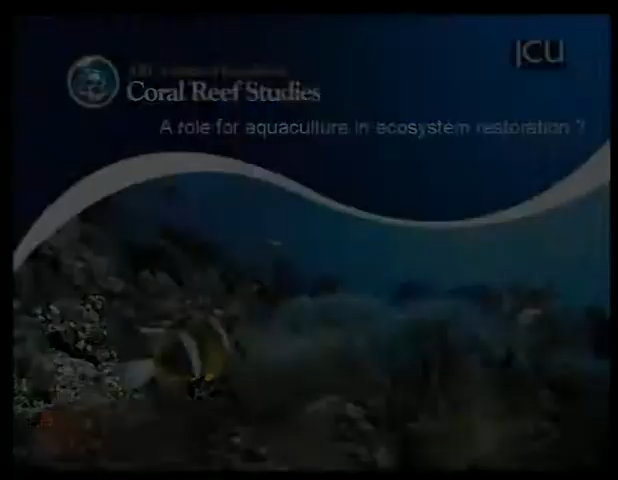 JCU
Coral Reef Studies
A role for aquaculture in ecosystem restoration ?